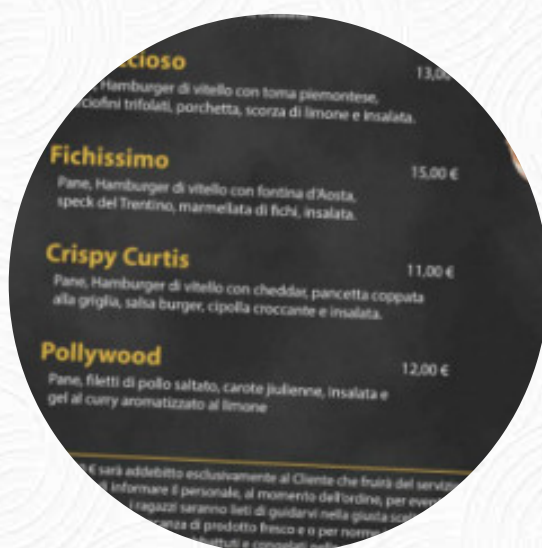 cioso
13,0
Hamburger di vitello con toma piemontese,
ciofini trifolati, porchetta, scorza di limone e insalata.
Fichissimo
15,00 €
Pane, Hamburger di vitello con fontina d'Aosta,
speck del Trentino, marmellata di fichi, insalata.
Crispy Curtis
11,00 €
Pane, Hamburger di vitello con cheddar, pancetta coppata
alla griglia, salsa burger, cipolla croccante e insalata.
Pollywood
12,00 €
Pane, filetti di pollo saltato, carote julienne, insalata e
gel al curry aromatizzato al limone
€ sarà addebitto esclusivamente al Cliente che fruirà del servizio
di informare il personale, al momento dell'ordine, per
i ragazzi saranno lieti di guidarvi nella giusta
di prodotto fresco e o per